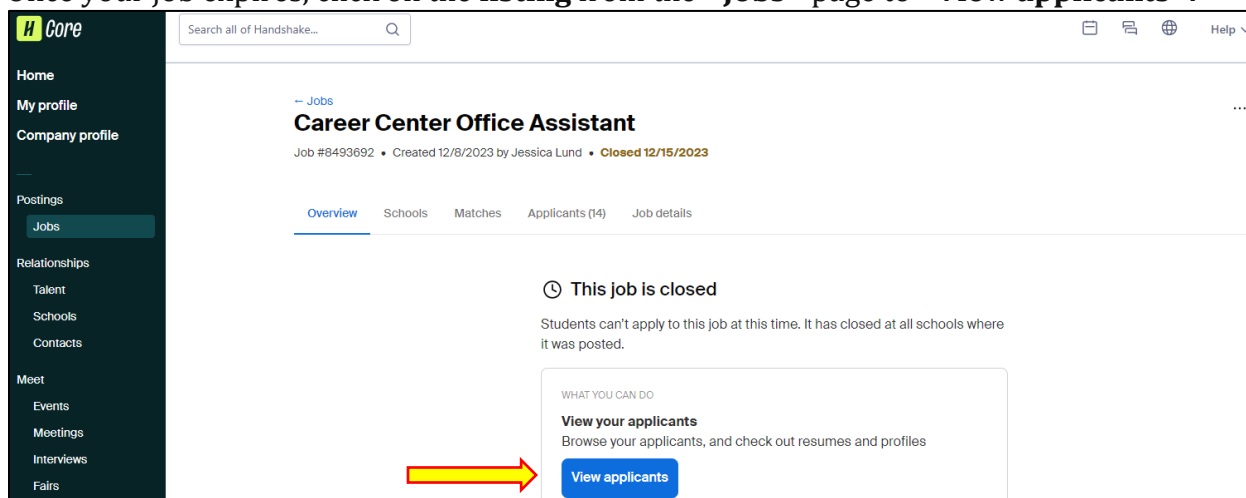 Once your job expires, click on the listing from the "Jobs" page to "View applicants".
H Core
Search all of Handshake...
Help
Home
My profile
Company profile
Postings
Jobs
Relationships
Talent
Schools
Contacts
Meet
Events
Meetings
Interviews
Fairs
← Jobs
...
Career Center Office Assistant
Job #8493692 • Created 12/8/2023 by Jessica Lund • Closed 12/15/2023
Overview Schools Matches Applicants (14) Job details
This job is closed
Students can't apply to this job at this time. It has closed at all schools where
it was posted.
WHAT YOU CAN DO
View your applicants
Browse your applicants, and check out resumes and profiles
View applicants